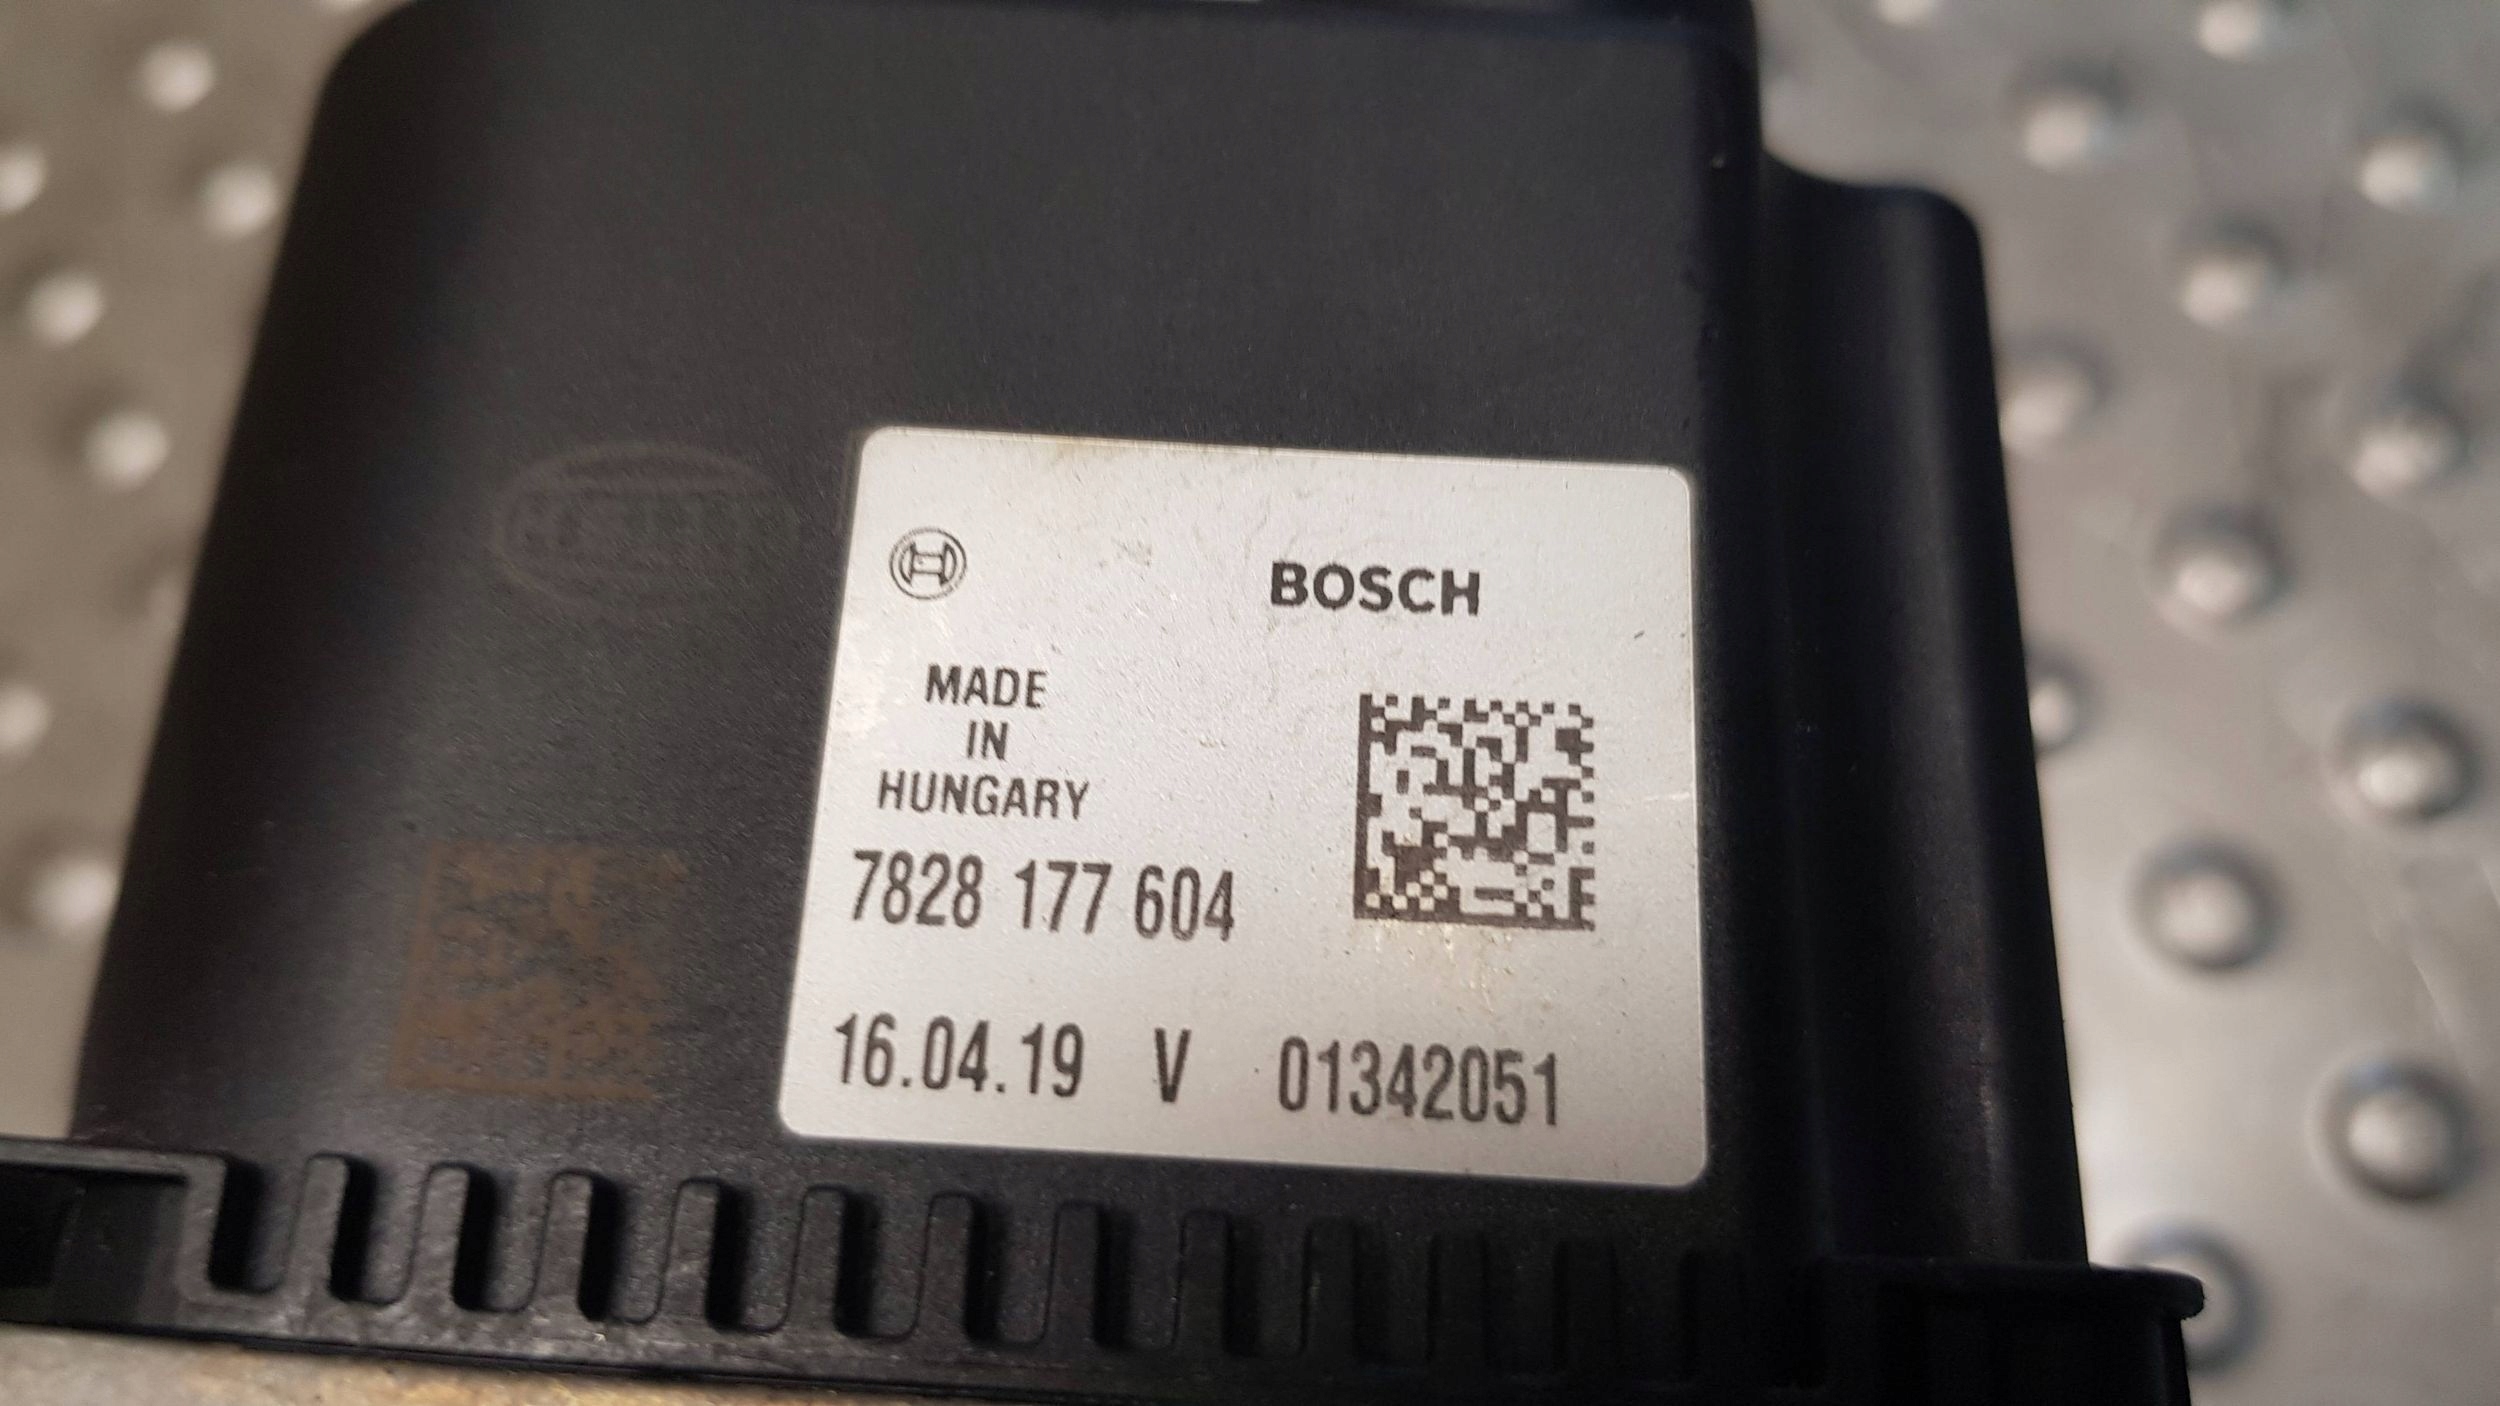 BOSCH
MADE
IN
HUNGARY
7828 177 604
16.04.19 V 01342051